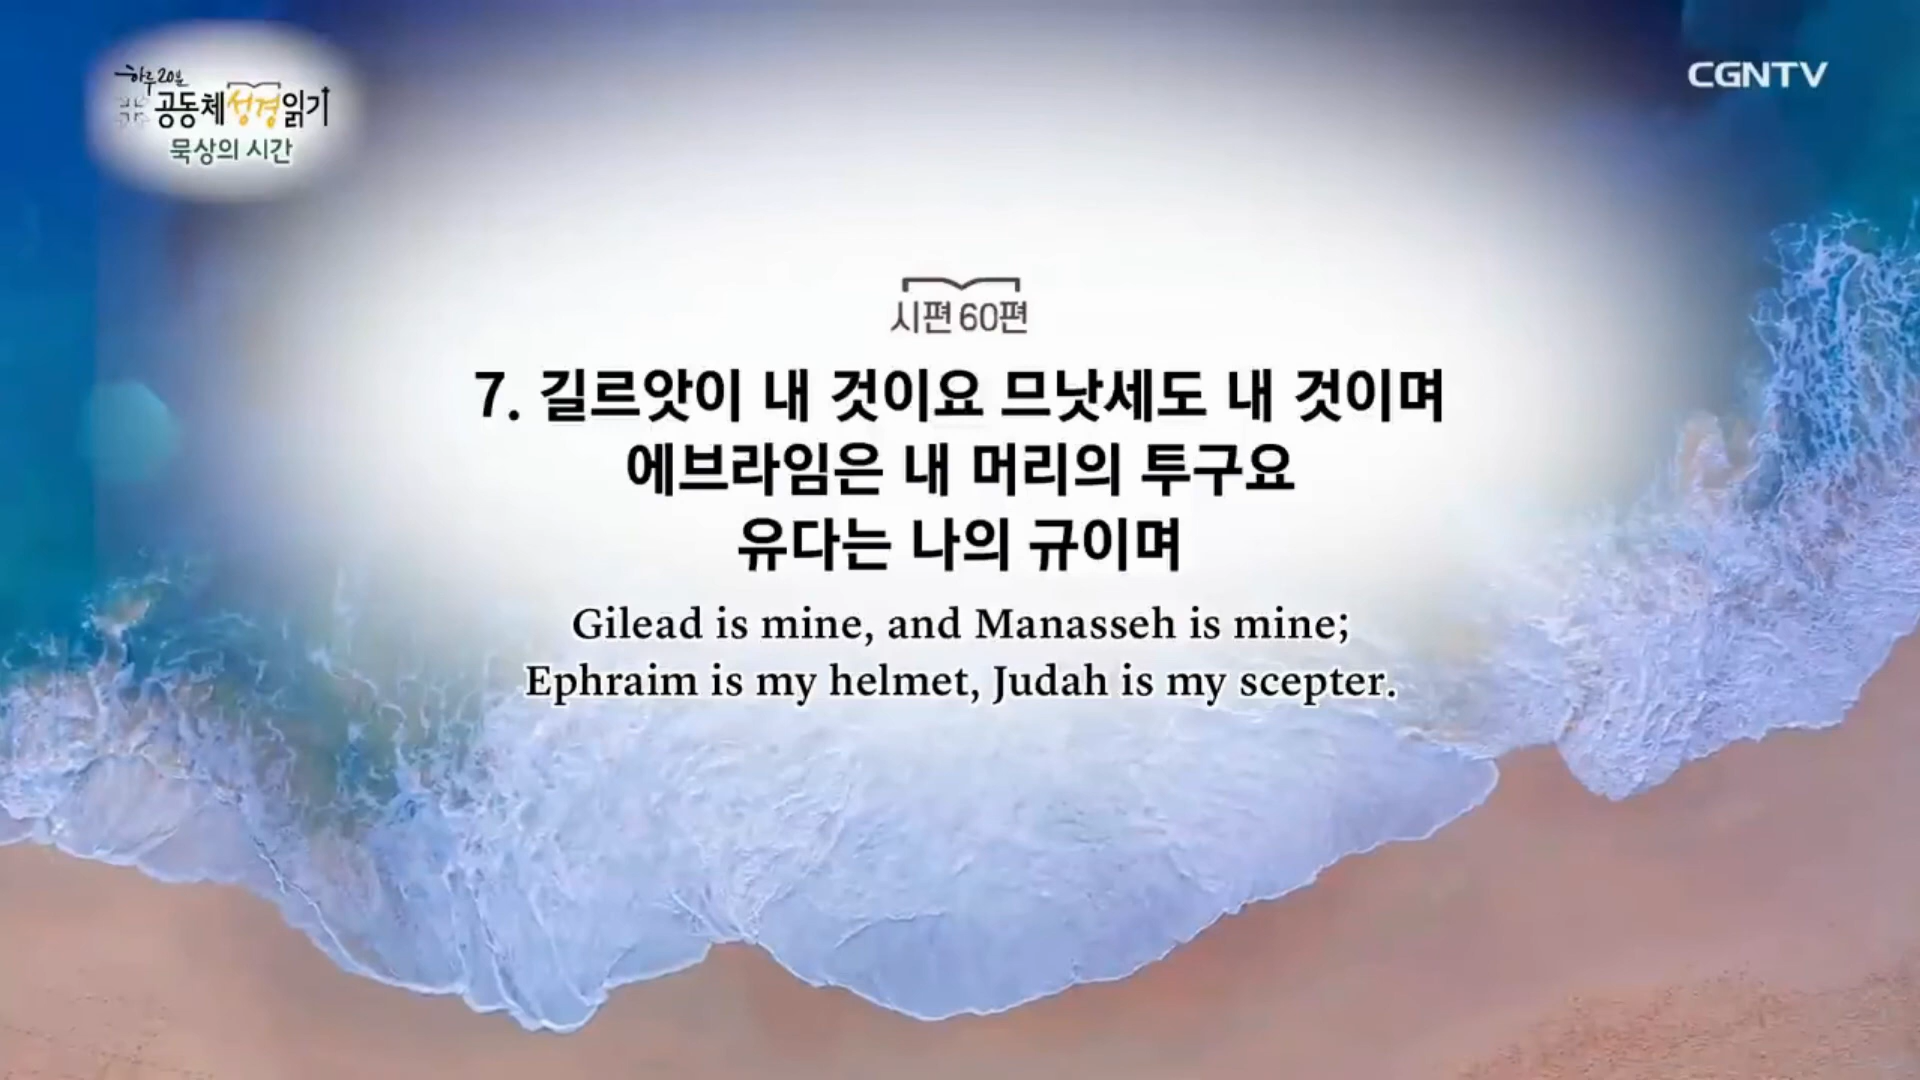 하루 20분
공동체성경읽기
묵상의 시간
CGNTV
시편 60편
7. 길르앗이 내 것이요 므낫세도 내 것이며
에브라임은 내 머리의 투구요
유다는 나의 규이며
Gilead is mine, and Manasseh is mine;
Ephraim is my helmet, Judah is my scepter.